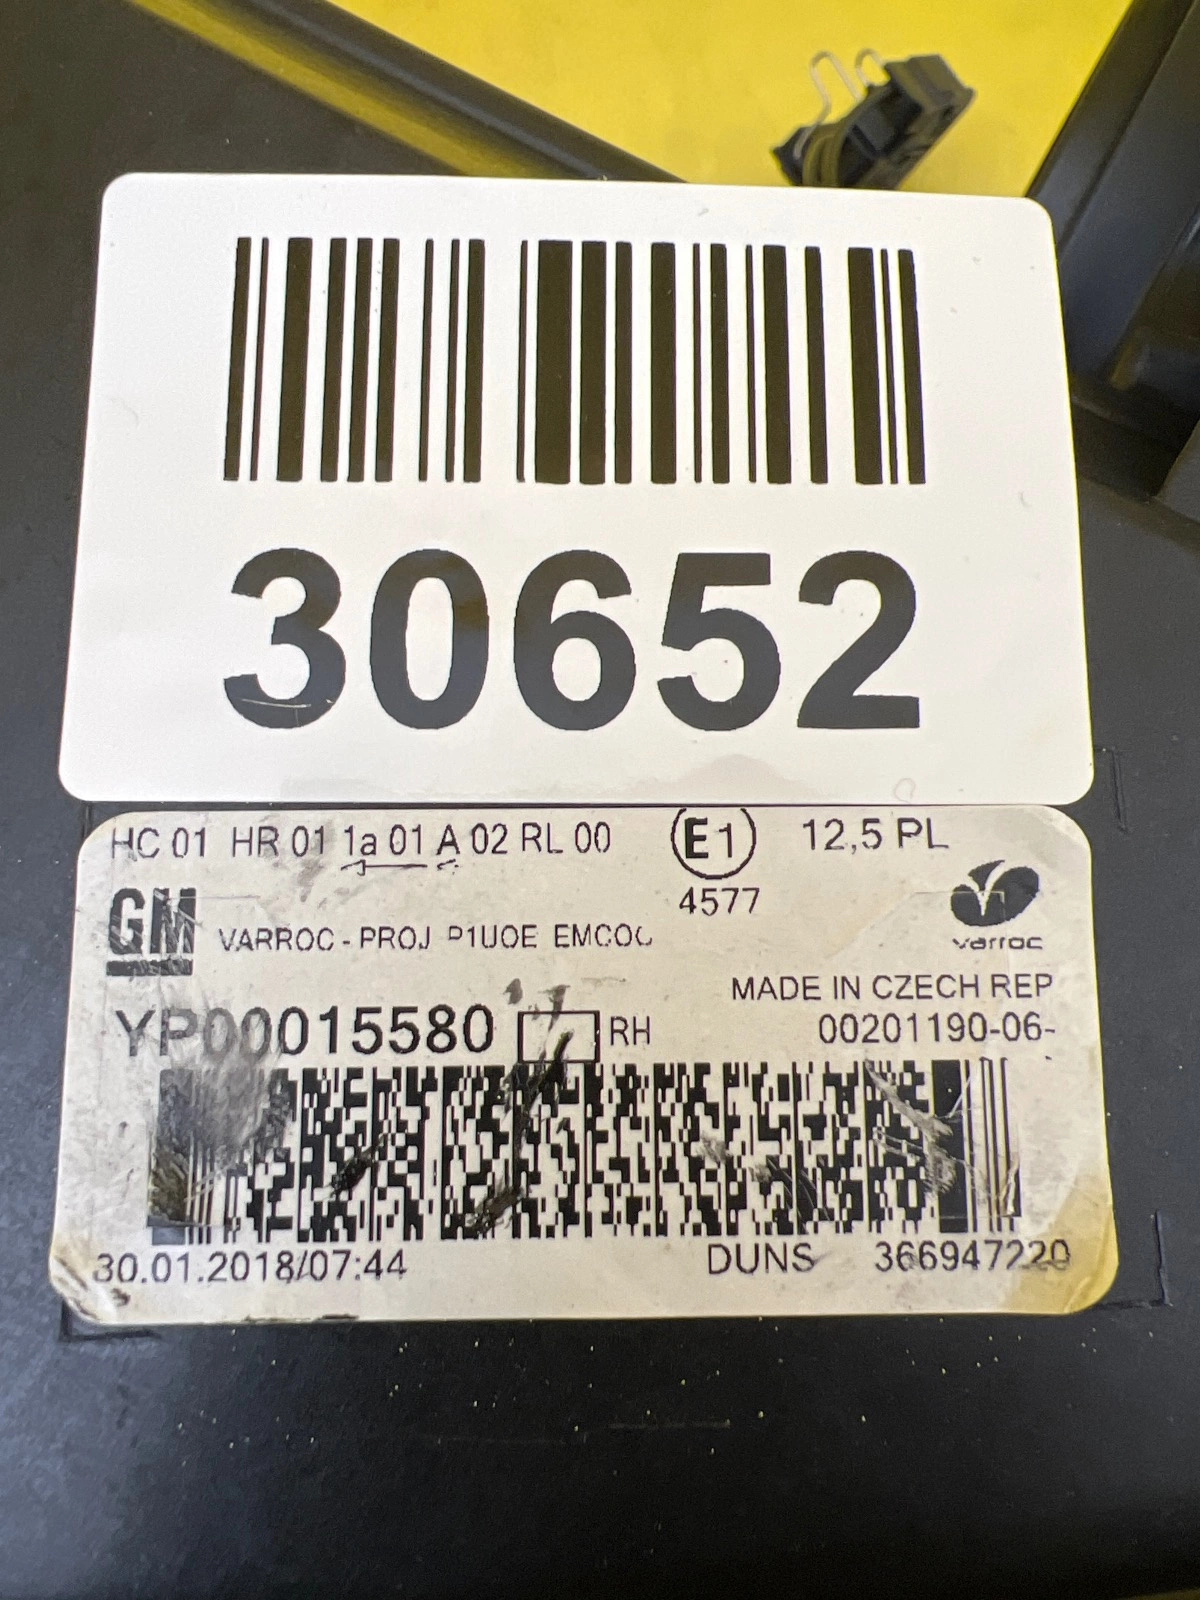 30652
HC 01 HR 01 1a 01 A 02 RL 00 E1 12,5 PL
4577
GM VARROC - PROJ P1UOE varroc
MADE IN CZECH REP
YP00015580 RH 00201190-06-
30.01.2018/07:44 DUNS 366947220